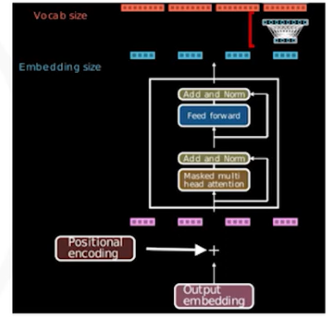 Vocab size
Embedding size
Add and Norm
Feed forward
Add and Norm
Masked multi
head attention
Positional
encoding
+
Output
embedding